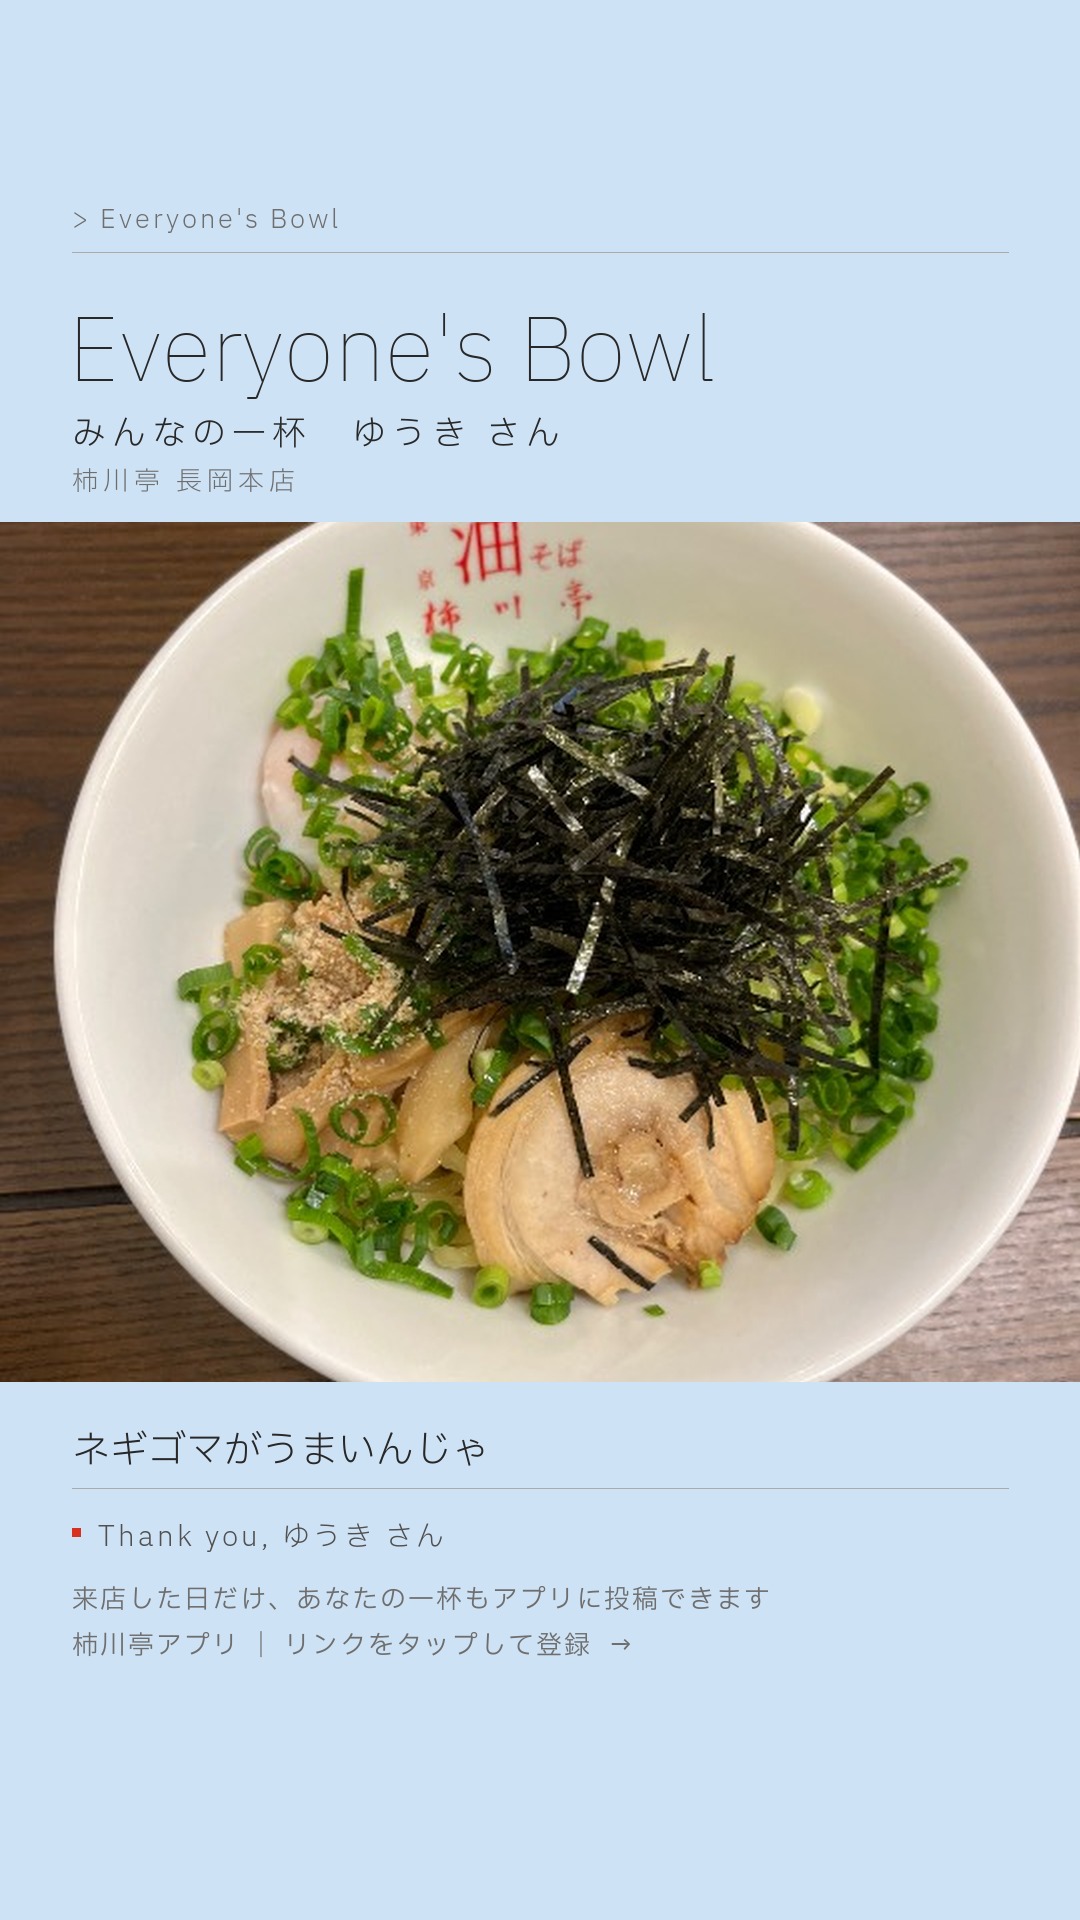 > Everyone's Bowl
Everyone's Bowl
みんなの一杯　ゆうき さん
柿川亭 長岡本店
東京 油そば
柿川亭
ネギゴマがうまいんじゃ
Thank you, ゆうき さん
来店した日だけ、あなたの一杯もアプリに投稿できます
柿川亭アプリ ｜ リンクをタップして登録 →